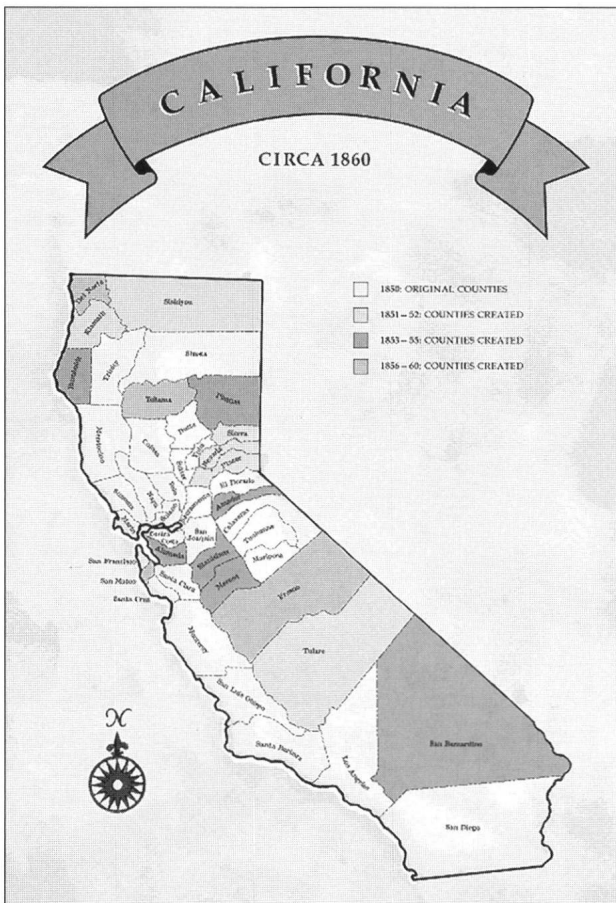 CALIFORNIA
CIRCA 1860
1850: ORIGINAL COUNTIES
1851–52: COUNTIES CREATED
1853–55: COUNTIES CREATED
1856–60: COUNTIES CREATED
Del Norte
Siskiyou
Klamath
Humboldt
Trinity
Shasta
Tehama
Plumas
Mendocino
Colusa
Butte
Sierra
Yuba
Nevada
Placer
Sutter
Yolo
El Dorado
Sonoma
Napa
Solano
Sacramento
Amador
Marin
Calaveras
Contra
Costa
San
Joaquin
Tuolumne
Alameda
Stanislaus
Mariposa
San Francisco
San Mateo
Santa Clara
Merced
Santa Cruz
Fresno
Monterey
Tulare
San Luis Obispo
N
San Bernardino
Santa Barbara
Los Angeles
San Diego